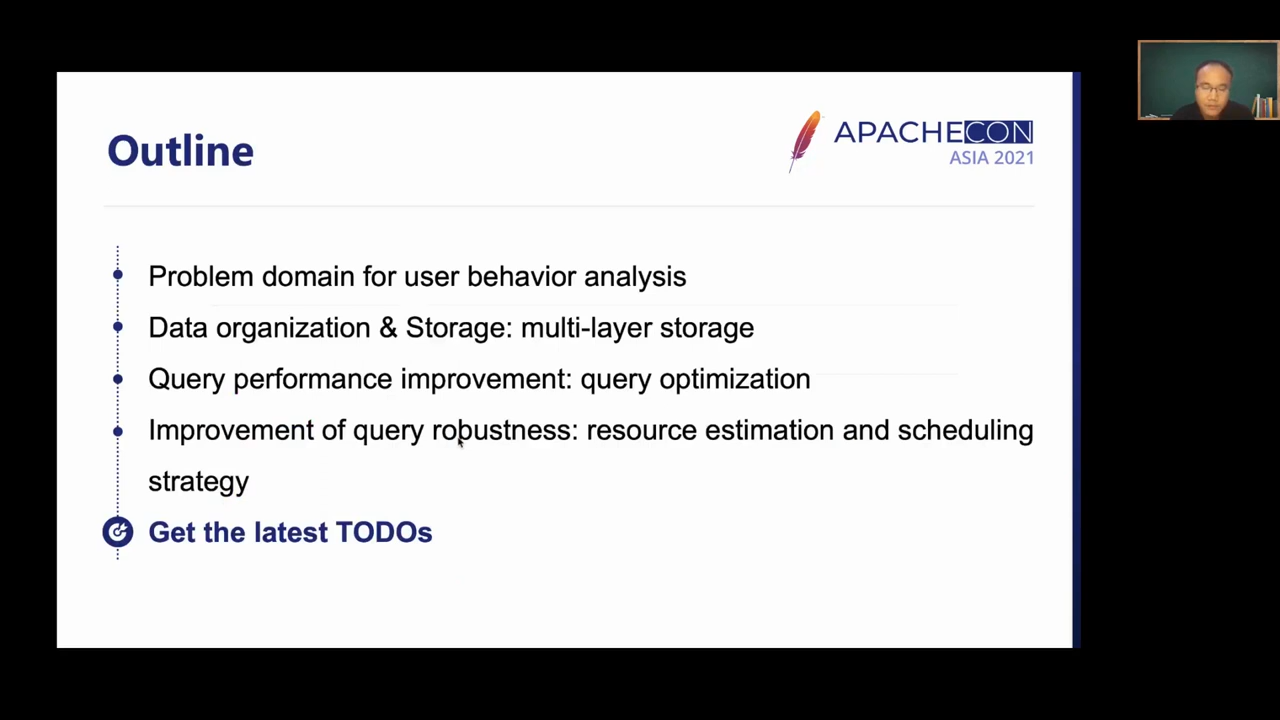 Outline
APACHECON
ASIA 2021
Problem domain for user behavior analysis
Data organization & Storage: multi-layer storage
Query performance improvement: query optimization
Improvement of query robustness: resource estimation and scheduling
strategy
Get the latest TODOs